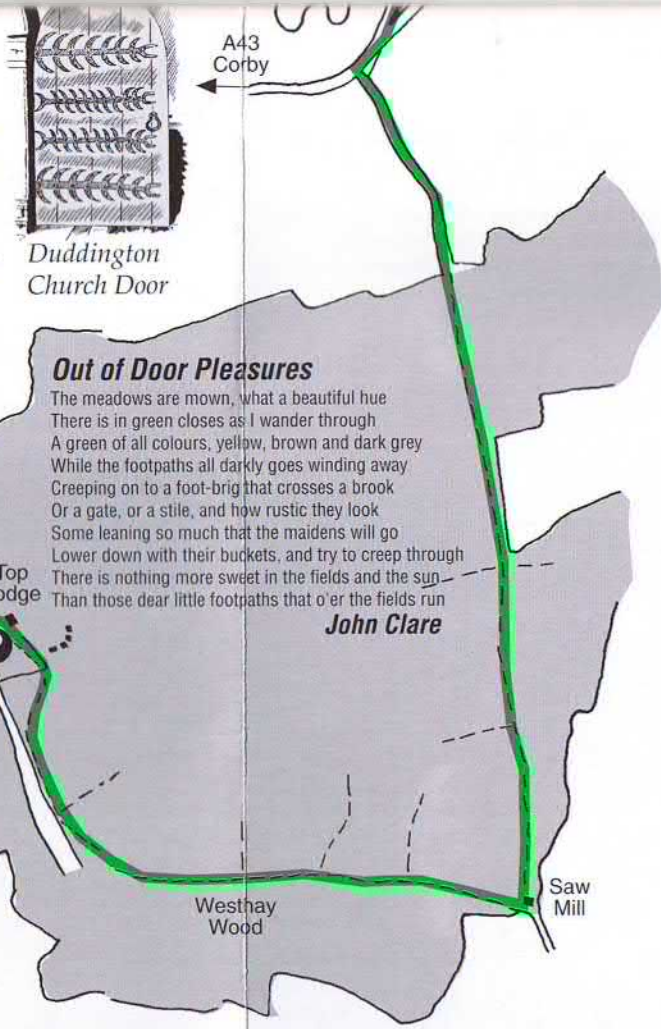 A43
Corby
Duddington
Church Door
Out of Door Pleasures
The meadows are mown, what a beautiful hue
There is in green closes as I wander through
A green of all colours, yellow, brown and dark grey
While the footpaths all darkly goes winding away
Creeping on to a foot-brig that crosses a brook
Or a gate, or a stile, and how rustic they look
Some leaning so much that the maidens will go
Lower down with their buckets, and try to creep through
There is nothing more sweet in the fields and the sun
Than those dear little footpaths that o'er the fields run
John Clare
Top
Lodge
Westhay
Wood
Saw
Mill